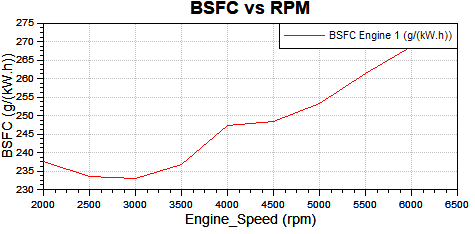 BSFC vs RPM
BSFC Engine 1 (g/(kW.h))
BSFC (g/(kW.h))
275
270
265
260
255
250
245
240
235
230
2000 2500 3000 3500 4000 4500 5000 5500 6000 6500
Engine_Speed (rpm)